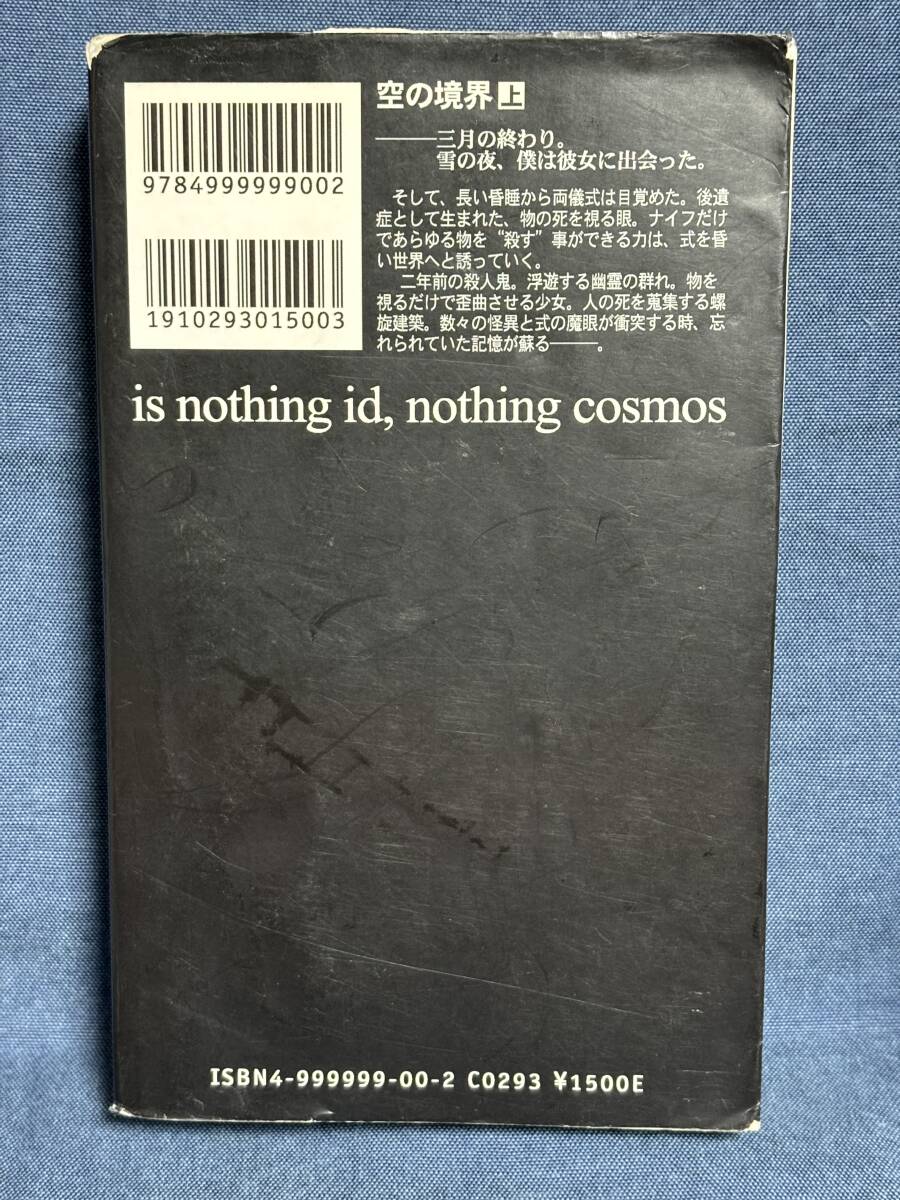 9784999999002
1910293015003
空の境界 上
―――三月の終わり。
雪の夜、僕は彼女に出会った。
そして、長い昏睡から両儀式は目覚めた。後遺
症として生まれた、物の死を視る眼。ナイフだけ
であらゆる物を“殺す”事ができる力は、式を昏
い世界へと誘っていく。
二年前の殺人鬼。浮遊する幽霊の群れ。物を
視るだけで歪曲させる少女。人の死を蒐集する螺
旋建築。数々の怪異と式の魔眼が衝突する時、忘
れられていた記憶が蘇る―――。
is nothing id, nothing cosmos
ISBN4-999999-00-2 C0293 ¥1500E